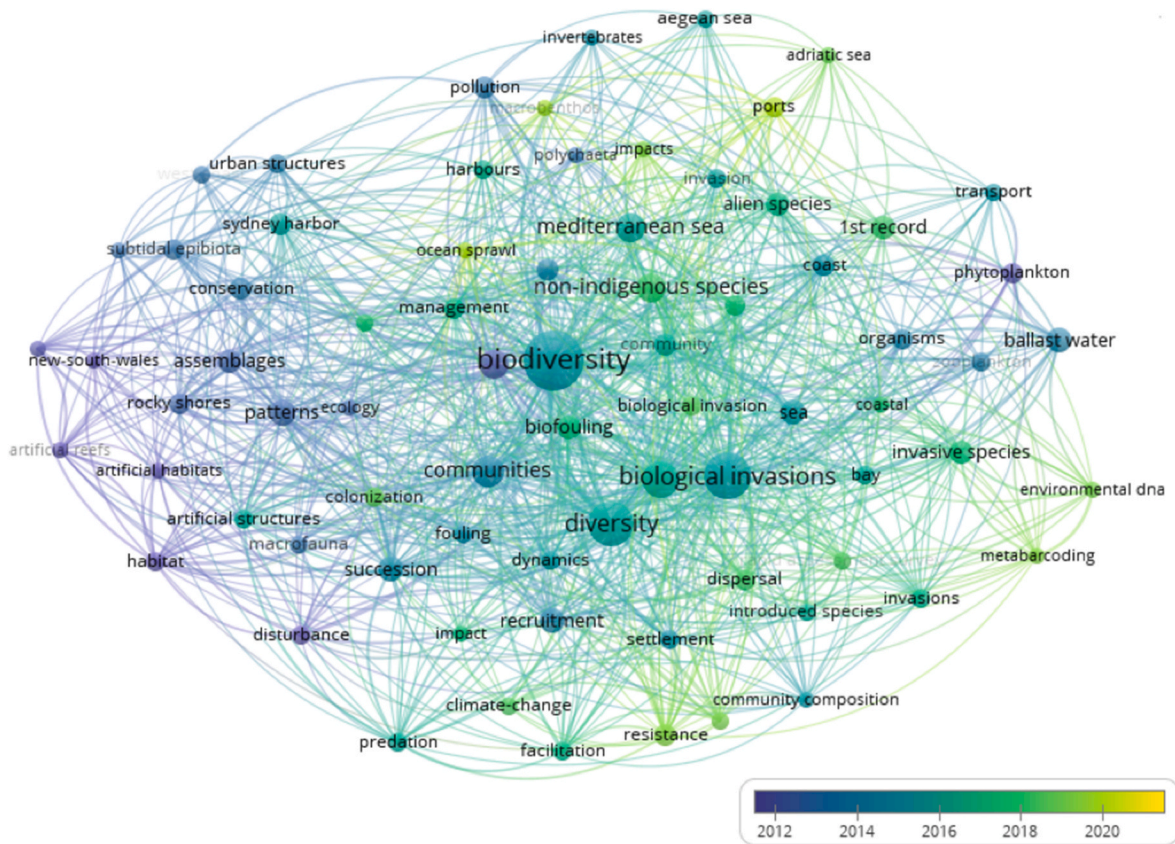 aegean sea
invertebrates
adriatic sea
pollution
macrobenthos
ports
polychaeta
impacts
urban structures
harbours
invasion
transport
alien species
sydney harbor
mediterranean sea
1st record
subtidal epibiota
ocean sprawl
coast
phytoplankton
conservation
non-indigenous species
management
organisms
ballast water
community
new-south-wales
assemblages
biodiversity
zooplankton
rocky shores
patterns
ecology
biological invasion
sea
coastal
biofouling
artificial reefs
artificial habitats
communities
biological invasions
bay
invasive species
colonization
environmental dna
artificial structures
diversity
macrofauna
fouling
habitat
succession
dynamics
metabarcoding
dispersal
introduced species
invasions
disturbance
impact
recruitment
settlement
climate-change
community composition
predation
facilitation
resistance
2012 2014 2016 2018 2020